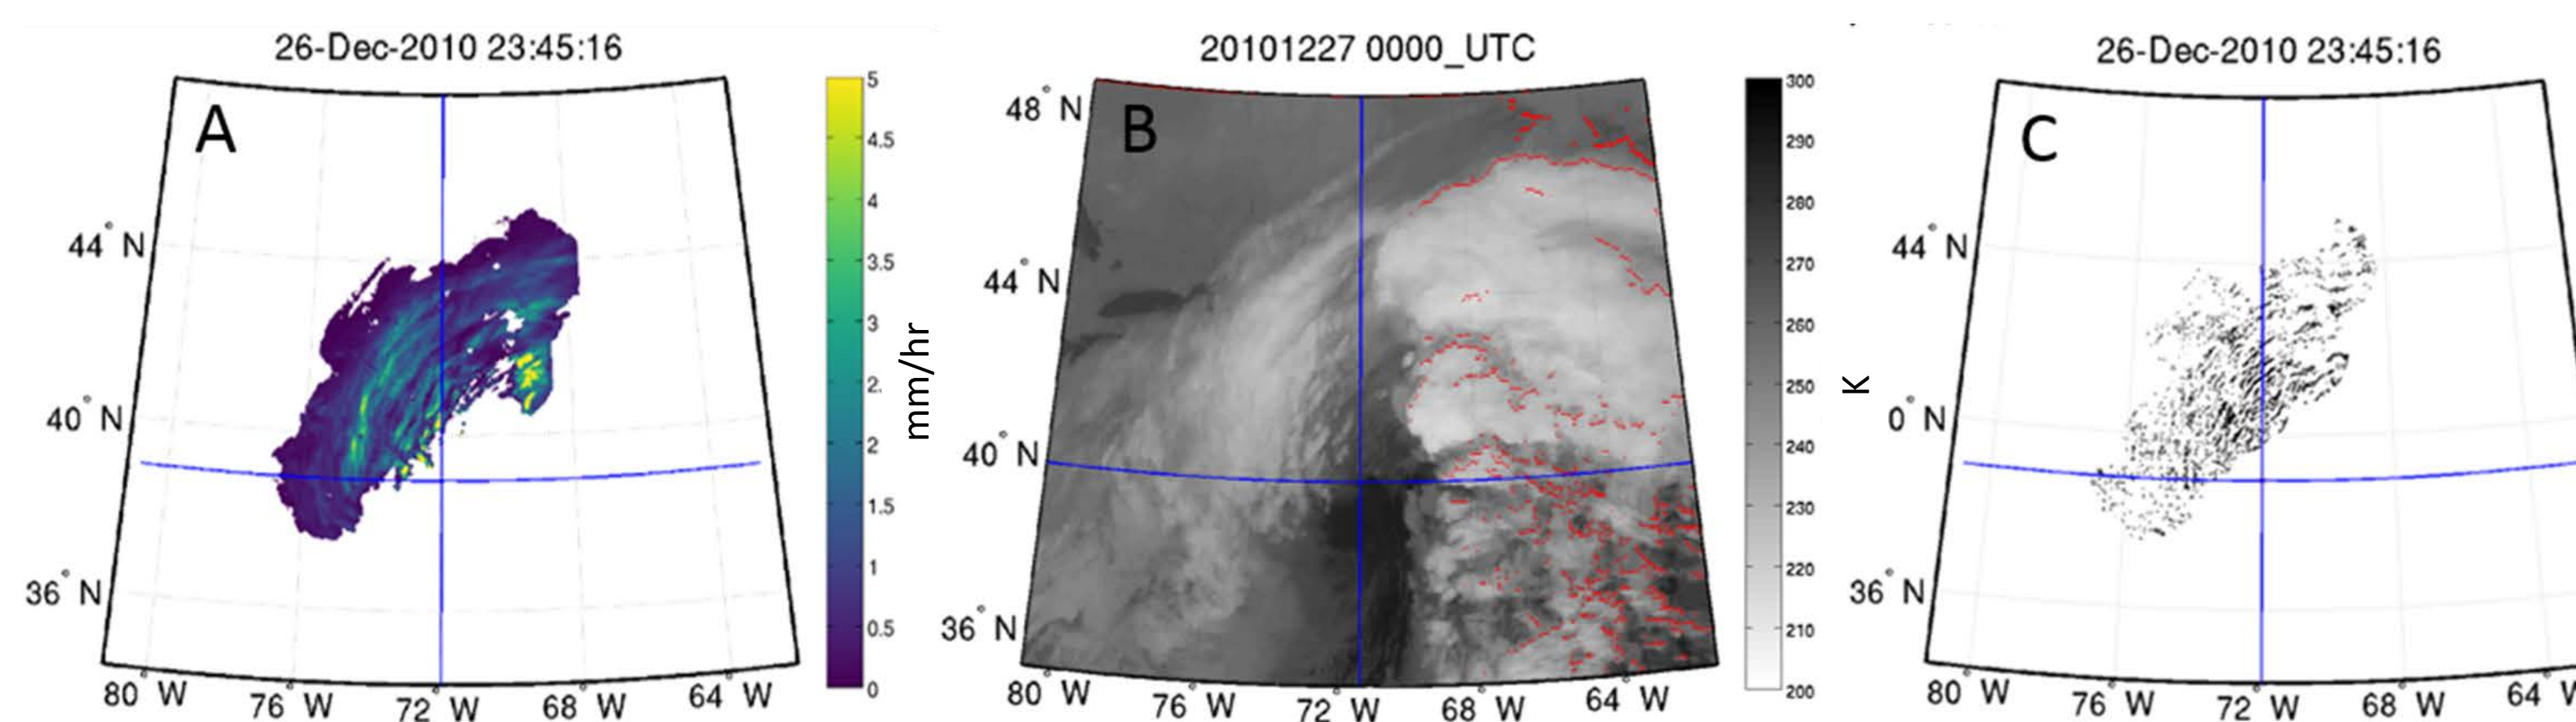 26-Dec-2010 23:45:16
A
44° N
40° N
36° N
80° W
76° W
72° W
68° W
64° W
5
4.5
4
3.5
3
2.5
2
1.5
1
0.5
0
mm/hr
20101227 0000_UTC
B
48° N
44° N
40° N
36° N
80° W
76° W
72° W
68° W
64° W
300
290
280
270
260
250
240
230
220
210
200
K
26-Dec-2010 23:45:16
C
44° N
0° N
36° N
80° W
76° W
72° W
68° W
64°